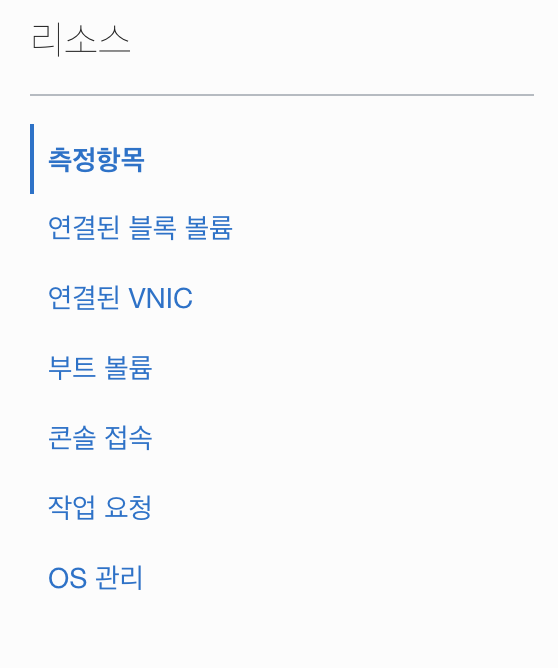 리소스
측정항목
연결된 블록 볼륨
연결된 VNIC
부트 볼륨
콘솔 접속
작업 요청
OS 관리